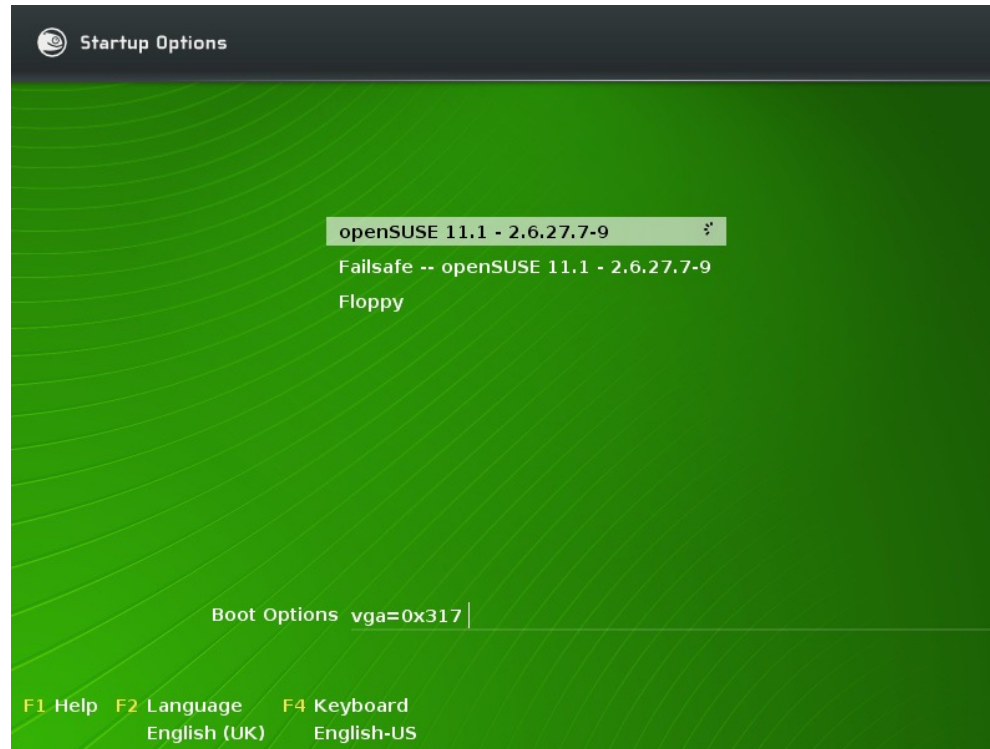 Startup Options
openSUSE 11.1 - 2.6.27.7-9
Failsafe -- openSUSE 11.1 - 2.6.27.7-9
Floppy
Boot Options vga=0x317
F1 Help F2 Language F4 Keyboard
English (UK) English-US